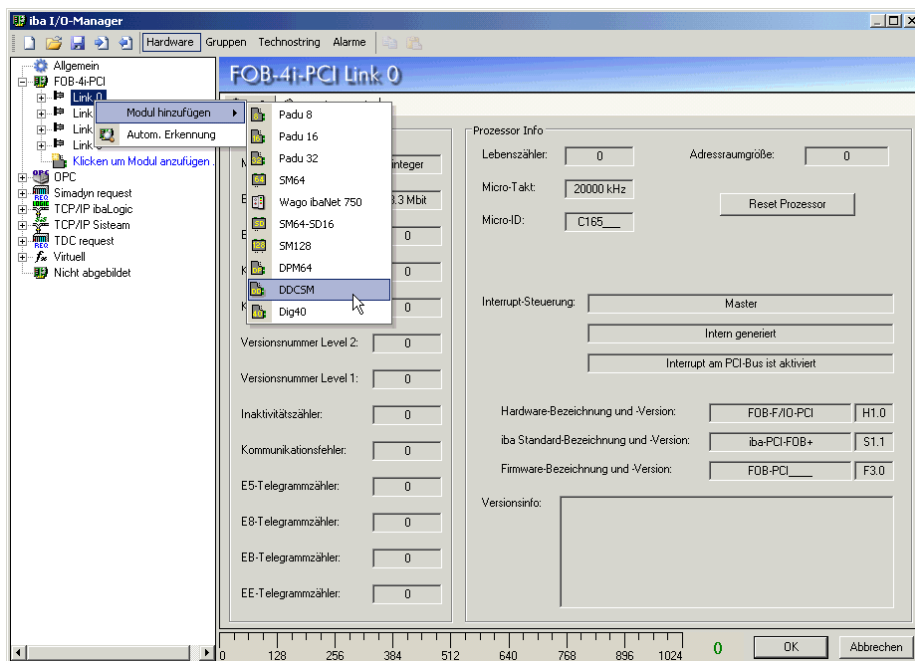 iba I/O-Manager
Hardware Gruppen Technostring Alarme
Allgemein
FOB-4i-PCI
Link 0
Link
Link
Link
Klicken um Modul anzufügen .
OPC
Simadyn request
TCP/IP ibaLogic
TCP/IP Sisteam
TDC request
Virtuell
Nicht abgebildet
Modul hinzufügen
Autom. Erkennung
Padu 8
Padu 16
Padu 32
SM64
Wago ibaNet 750
SM64-SD16
SM128
DPM64
DDCSM
Dig40
FOB-4i-PCI Link 0
integer
3.3 Mbit
0
0
0
Versionsnummer Level 2: 0
Versionsnummer Level 1: 0
Inaktivitätszähler: 0
Kommunikationsfehler: 0
E5-Telegrammzähler: 0
E8-Telegrammzähler: 0
EB-Telegrammzähler: 0
EE-Telegrammzähler: 0
Prozessor Info
Lebenszähler: 0 Adressraumgröße: 0
Micro-Takt: 20000 kHz
Reset Prozessor
Micro-ID: C165___
Interrupt-Steuerung: Master
Intern generiert
Interrupt am PCI-Bus ist aktiviert
Hardware-Bezeichnung und -Version: FOB-F/IO-PCI H1.0
iba Standard-Bezeichnung und -Version: iba-PCI-FOB+ S1.1
Firmware-Bezeichnung und -Version: FOB-PCI____ F3.0
Versionsinfo:
0 128 256 384 512 640 768 896 1024
0
OK
Abbrechen